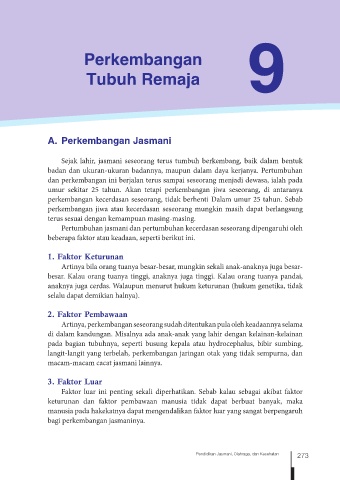 Perkembangan
Tubuh Remaja
9
A. Perkembangan Jasmani
Sejak lahir, jasmani seseorang terus tumbuh berkembang, baik dalam bentuk
badan dan ukuran-ukuran badannya, maupun dalam daya kerjanya. Pertumbuhan
dan perkembangan ini berjalan terus sampai seseorang menjadi dewasa, ialah pada
umur sekitar 25 tahun. Akan tetapi perkembangan jiwa seseorang, di antaranya
perkembangan kecerdasan seseorang, tidak berhenti Dalam umur 25 tahun. Sebab
perkembangan jiwa atau kecerdasan seseorang mungkin masih dapat berlangsung
terus sesuai dengan kemampuan masing-masing.
Pertumbuhan jasmani dan pertumbuhan kecerdasan seseorang dipengaruhi oleh
beberapa faktor atau keadaan, seperti berikut ini.
1. Faktor Keturunan
Artinya bila orang tuanya besar-besar, mungkin sekali anak-anaknya juga besar-
besar. Kalau orang tuanya tinggi, anaknya juga tinggi. Kalau orang tuanya pandai,
anaknya juga cerdas. Walaupun menurut hukum keturunan (hukum genetika, tidak
selalu dapat demikian halnya).
2. Faktor Pembawaan
Artinya, perkembangan seseorang sudah ditentukan pula oleh keadaannya selama
di dalam kandungan. Misalnya ada anak-anak yang lahir dengan kelainan-kelainan
pada bagian tubuhnya, seperti busung kepala atau hydrocephalus, bibir sumbing,
langit-langit yang terbelah, perkembangan jaringan otak yang tidak sempurna, dan
macam-macam cacat jasmani lainnya.
3. Faktor Luar
Faktor luar ini penting sekali diperhatikan. Sebab kalau sebagai akibat faktor
keturunan dan faktor pembawaan manusia tidak dapat berbuat banyak, maka
manusia pada hakekatnya dapat mengendalikan faktor luar yang sangat berpengaruh
bagi perkembangan jasmaninya.
Pendidikan Jasmani, Olahraga, dan Kesehatan
273